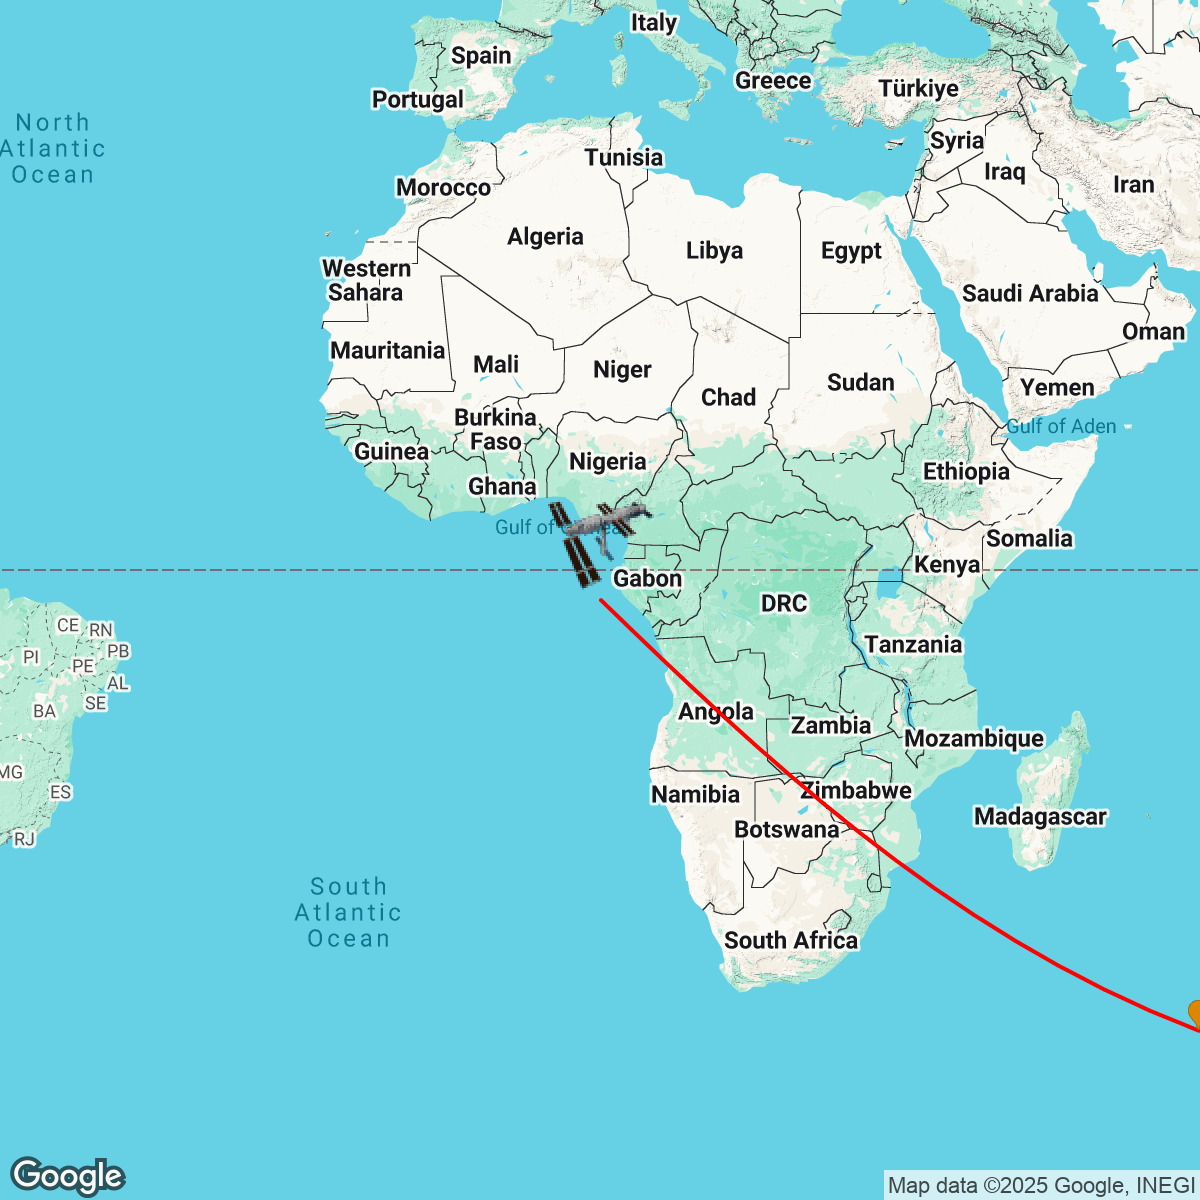 Italy
Spain
Greece
Türkiye
Portugal
North
Atlantic
Ocean
Syria
Tunisia
Iraq
Iran
Morocco
Algeria
Libya
Egypt
Western
Sahara
Saudi Arabia
Oman
Mauritania
Mali
Niger
Sudan
Yemen
Chad
Burkina
Faso
Gulf of Aden
Guinea
Nigeria
Ethiopia
Ghana
Gulf of
Somalia
Kenya
Gabon
DRC
CE
RN
PI
PE
PB
Tanzania
AL
SE
BA
Angola
Zambia
Mozambique
MG
ES
Namibia
Zimbabwe
Botswana
Madagascar
RJ
South
Atlantic
Ocean
South Africa
Google
Map data ©2025 Google, INEGI